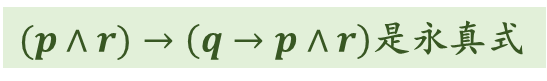 (p ∧ r) → (q → p ∧ r)是永真式